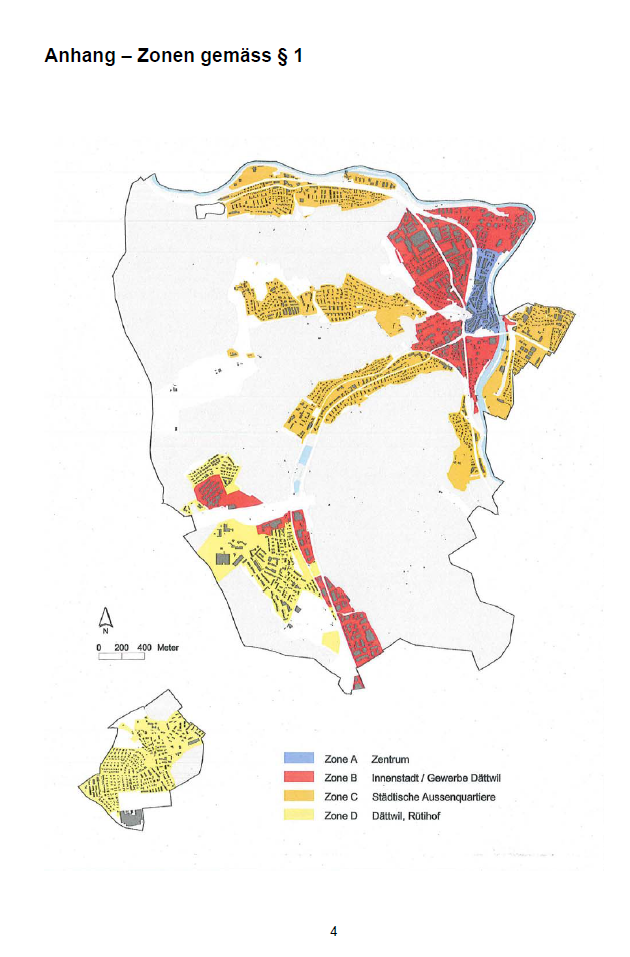 Anhang – Zonen gemäss § 1
N
0 200 400 Meter
Zone A Zentrum
Zone B Innenstadt / Gewerbe Dättwil
Zone C Städtische Aussenquartiere
Zone D Dättwil, Rütihof
4